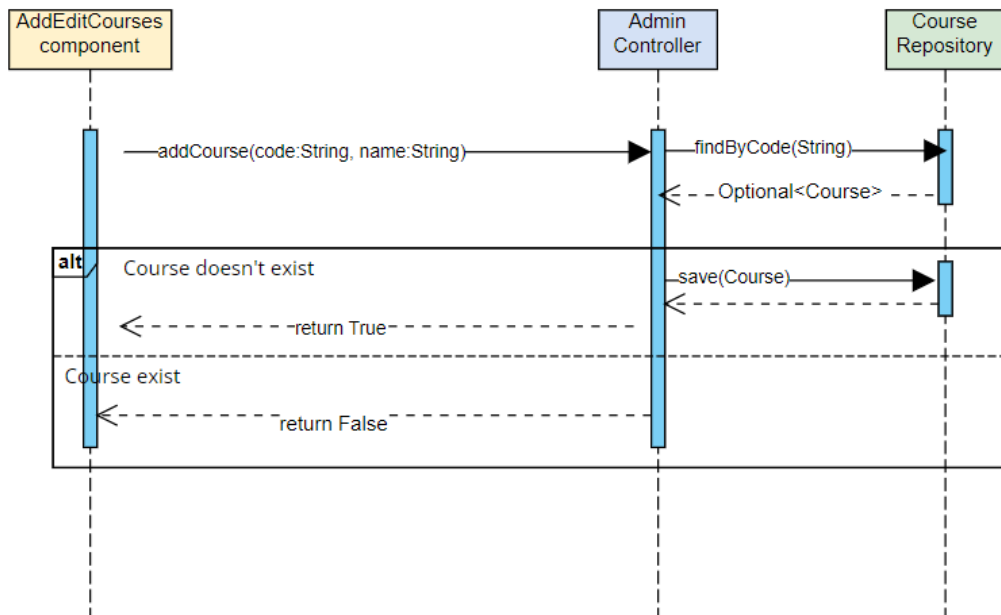 AddEditCourses
component
Admin
Controller
Course
Repository
addCourse(code:String, name:String)
findByCode(String)
Optional<Course>
alt
Course doesn't exist
save(Course)
return True
Course exist
return False